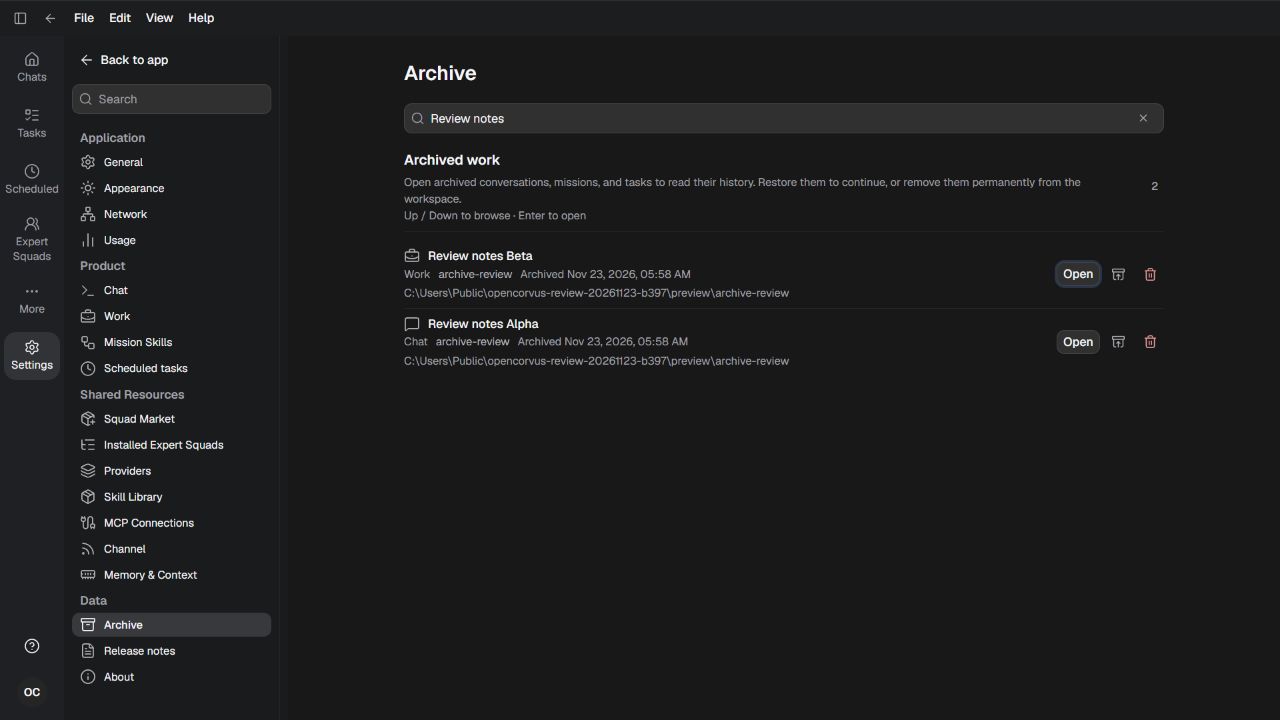 File Edit View Help
Chats
Tasks
Scheduled
Expert
Squads
More
Settings
OC
Back to app
Search
Application
General
Appearance
Network
Usage
Product
Chat
Work
Mission Skills
Scheduled tasks
Shared Resources
Squad Market
Installed Expert Squads
Providers
Skill Library
MCP Connections
Channel
Memory & Context
Data
Archive
Release notes
About
Archive
Review notes
Archived work
Open archived conversations, missions, and tasks to read their history. Restore them to continue, or remove them permanently from the
workspace.
2
Up / Down to browse · Enter to open
Review notes Beta
Work archive-review Archived Nov 23, 2026, 05:58 AM
C:\Users\Public\opencorvus-review-20261123-b397\preview\archive-review
Open
Review notes Alpha
Chat archive-review Archived Nov 23, 2026, 05:58 AM
C:\Users\Public\opencorvus-review-20261123-b397\preview\archive-review
Open